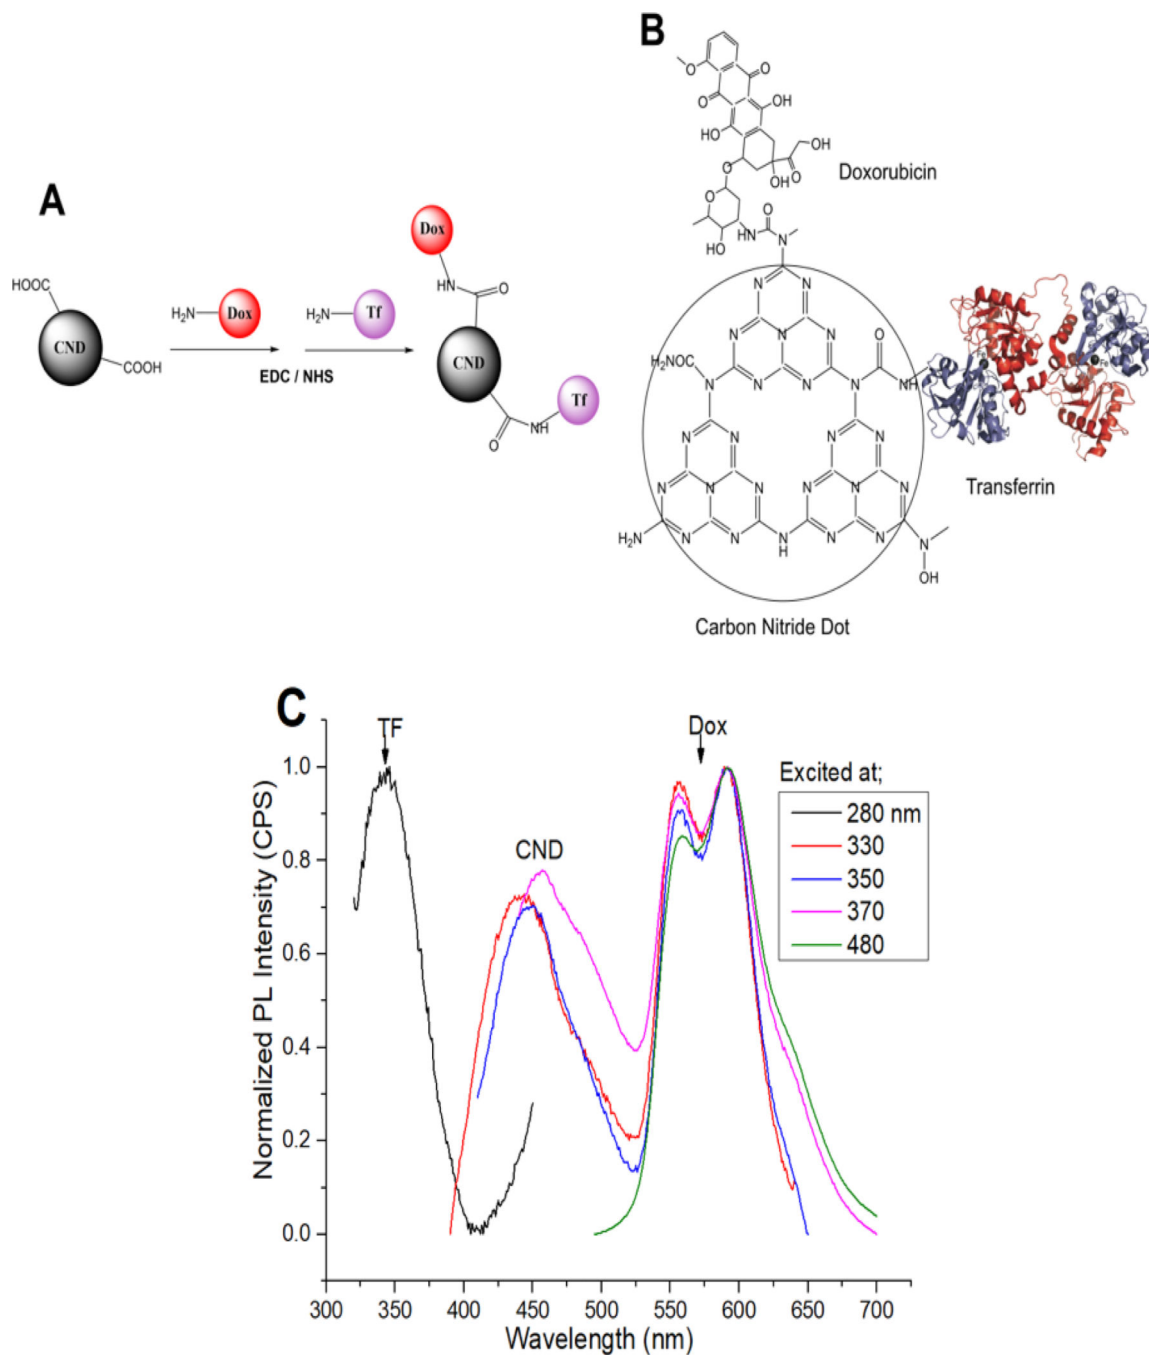 A
HOOC
CND
COOH
H₂N
Dox
H₂N
Tf
EDC / NHS
Dox
HN
O
CND
O
NH
Tf
B
O
O
O
OH
HO
OH
OH
O
O
OH
Doxorubicin
O
HO
HN
O
N
N N
N N N
N
N N N
H₂NOC
N
N
O
NH
Fe
Fe
Transferrin
N N N N
N N N N
N N N N
N N N N
H₂N
N
H
N
OH
Carbon Nitride Dot
C
TF
Dox
CND
Excited at;
280 nm
330
350
370
480
Normalized PL Intensity (CPS)
1.0
0.8
0.6
0.4
0.2
0.0
300 350 400 450 500 550 600 650 700
Wavelength (nm)